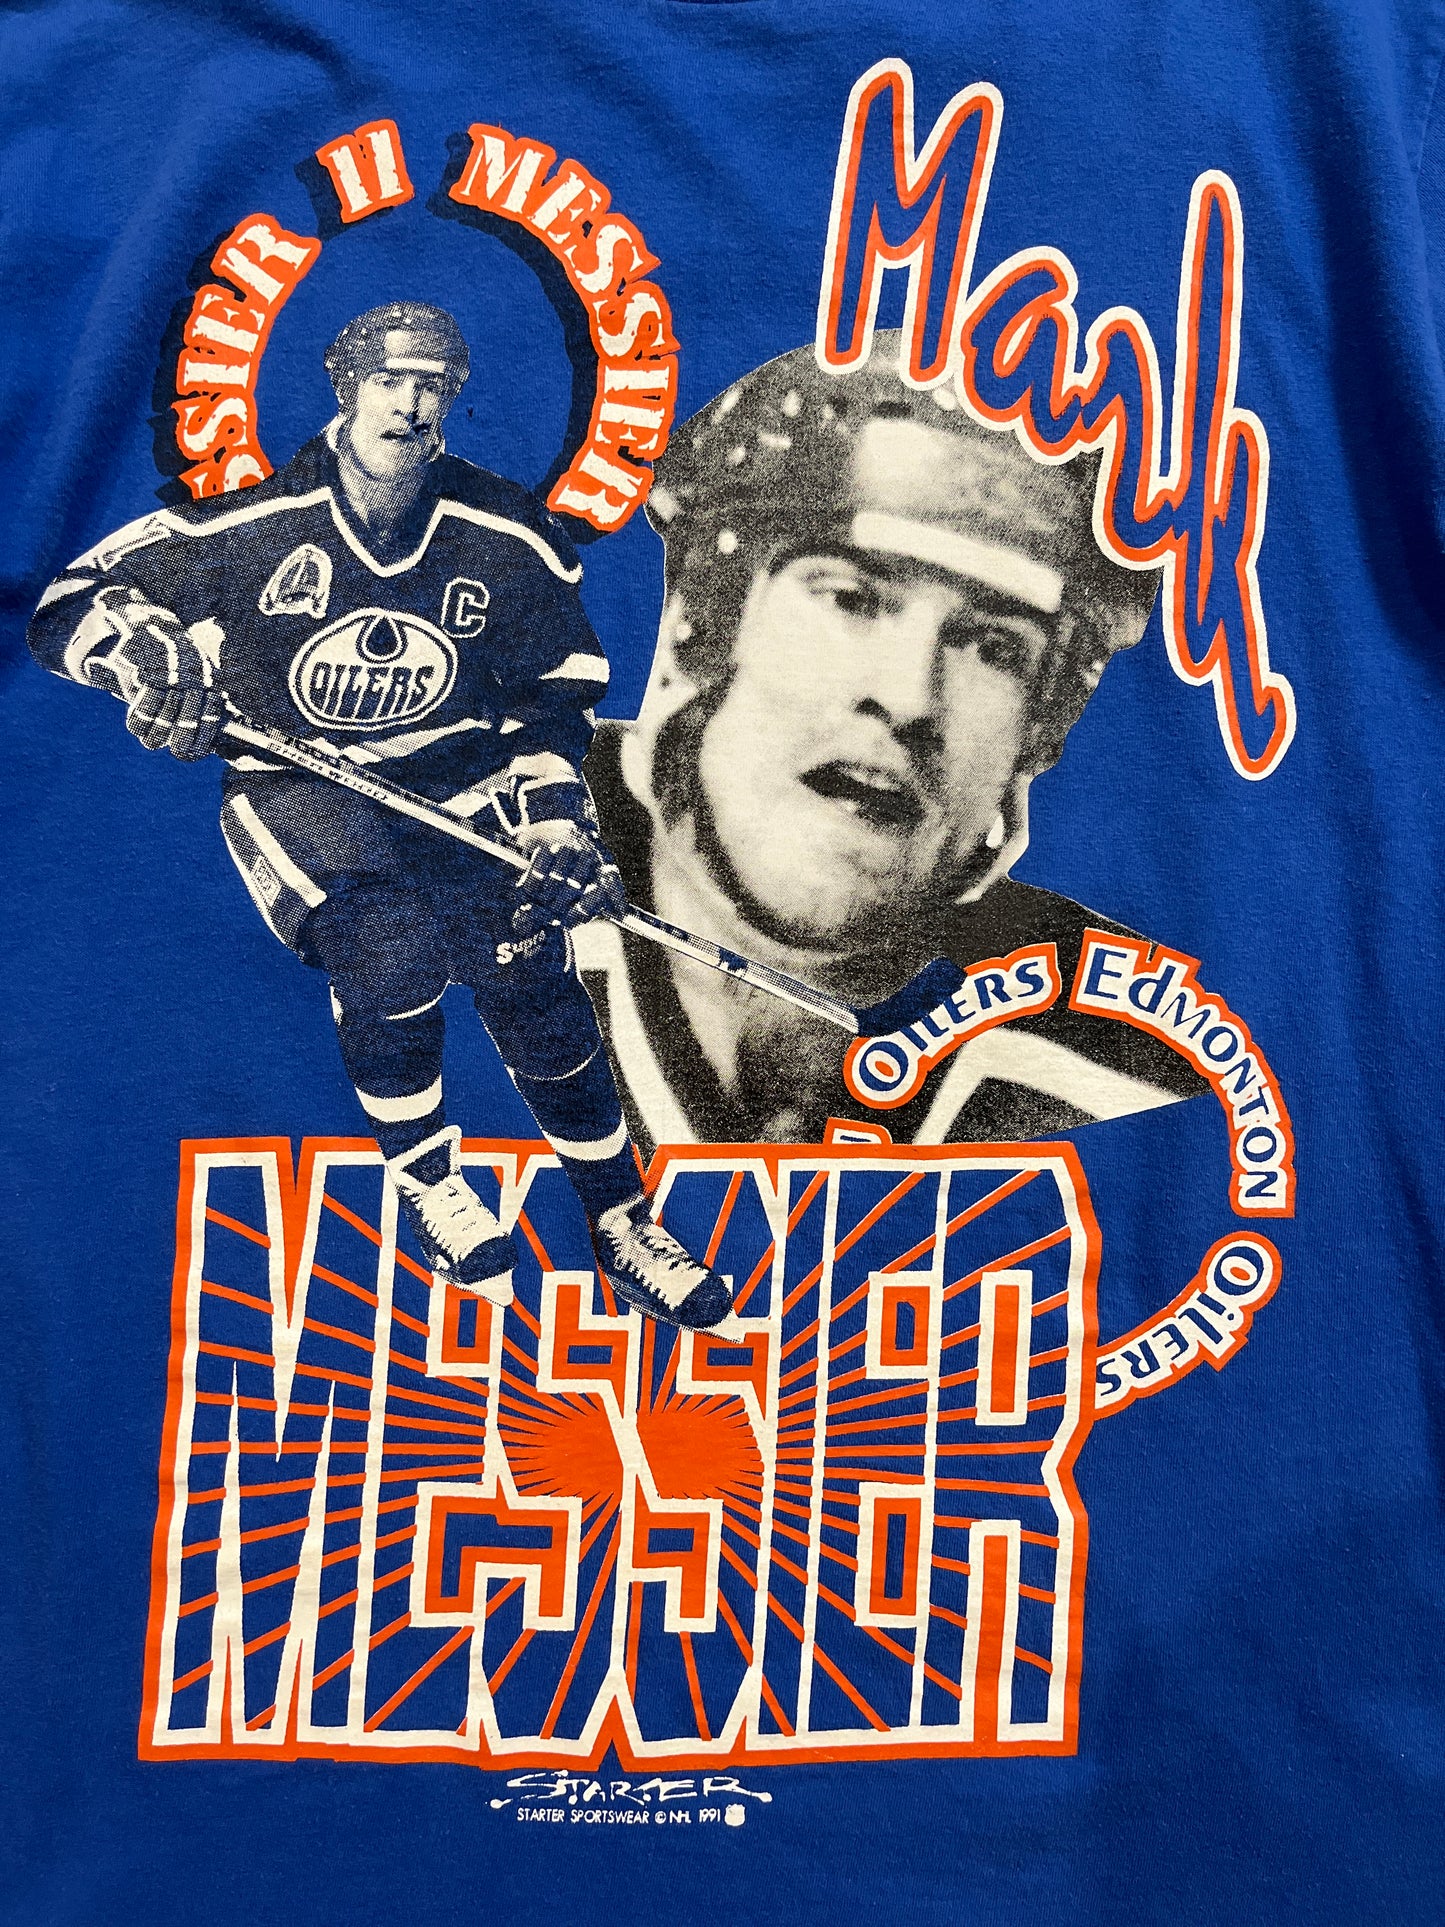 SSIER 11 MESSIER
Mark
C
OILERS
OILERS EDMONTON OILERS
MESSIER
STARTER
STARTER SPORTSWEAR © NHL 1991